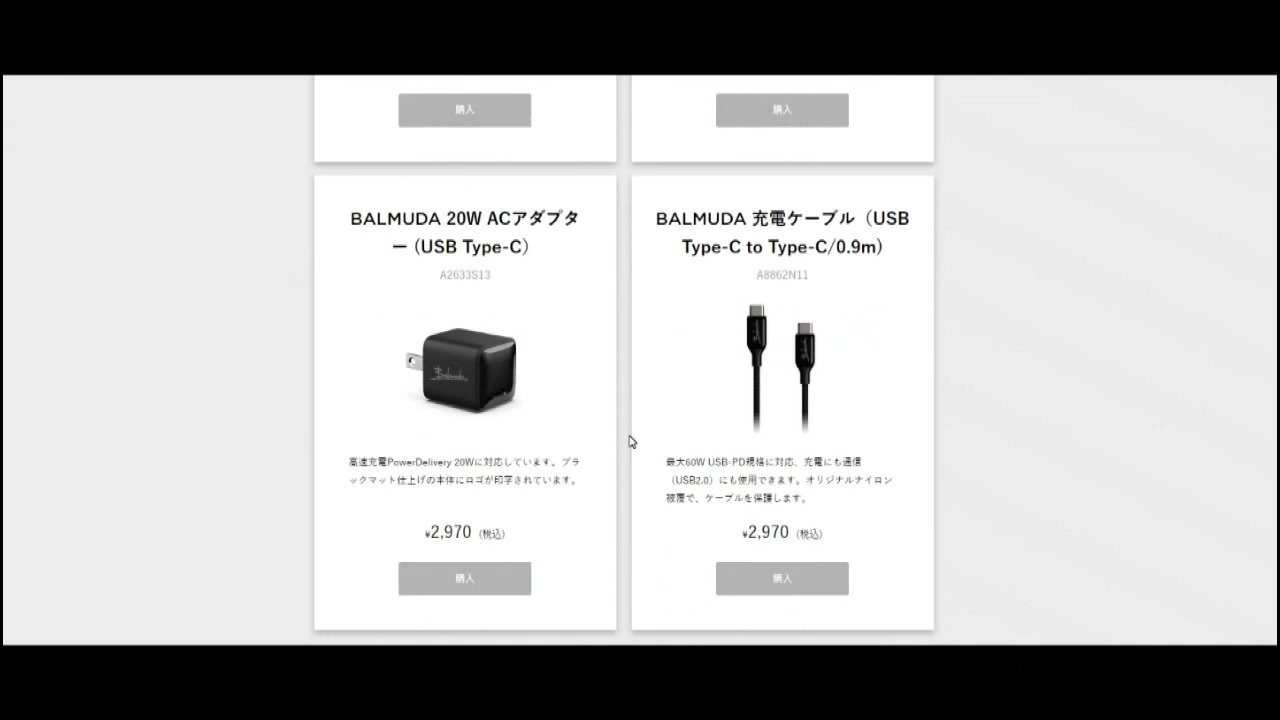 購入
購入
BALMUDA 20W ACアダプタ
ー (USB Type-C)
A2633S13
Balmuda
高速充電PowerDelivery 20Wに対応しています。ブラ
ックマット仕上げの本体にロゴが印字されています。
¥2,970 (税込)
購入
BALMUDA 充電ケーブル（USB
Type-C to Type-C/0.9m)
A8862N11
最大60W USB-PD規格に対応、充電にも通信
（USB2.0）にも使用できます。オリジナルナイロン
被覆で、ケーブルを保護します。
¥2,970 (税込)
購入